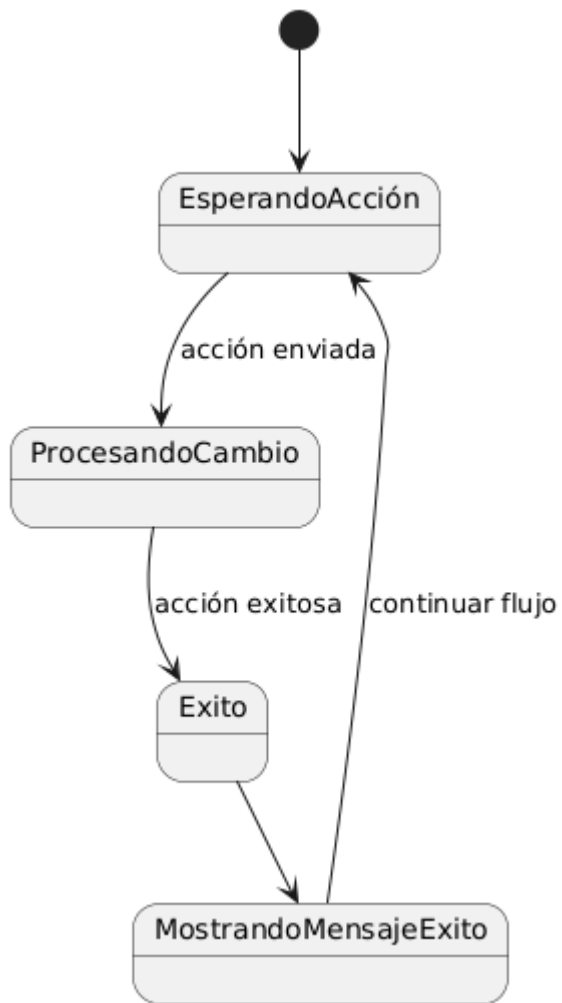 EsperandoAcción
acción enviada
ProcesandoCambio
acción exitosa
continuar flujo
Exito
MostrandoMensajeExito